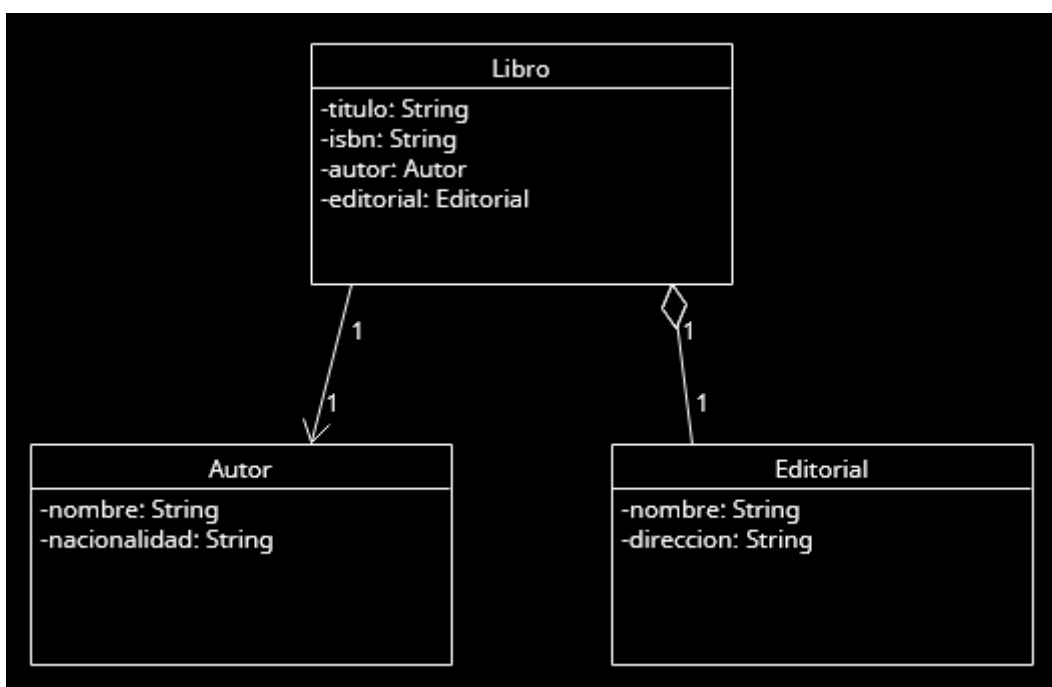 Libro
-titulo: String
-isbn: String
-autor: Autor
-editorial: Editorial
1
1
1
1
Autor
-nombre: String
-nacionalidad: String
Editorial
-nombre: String
-direccion: String